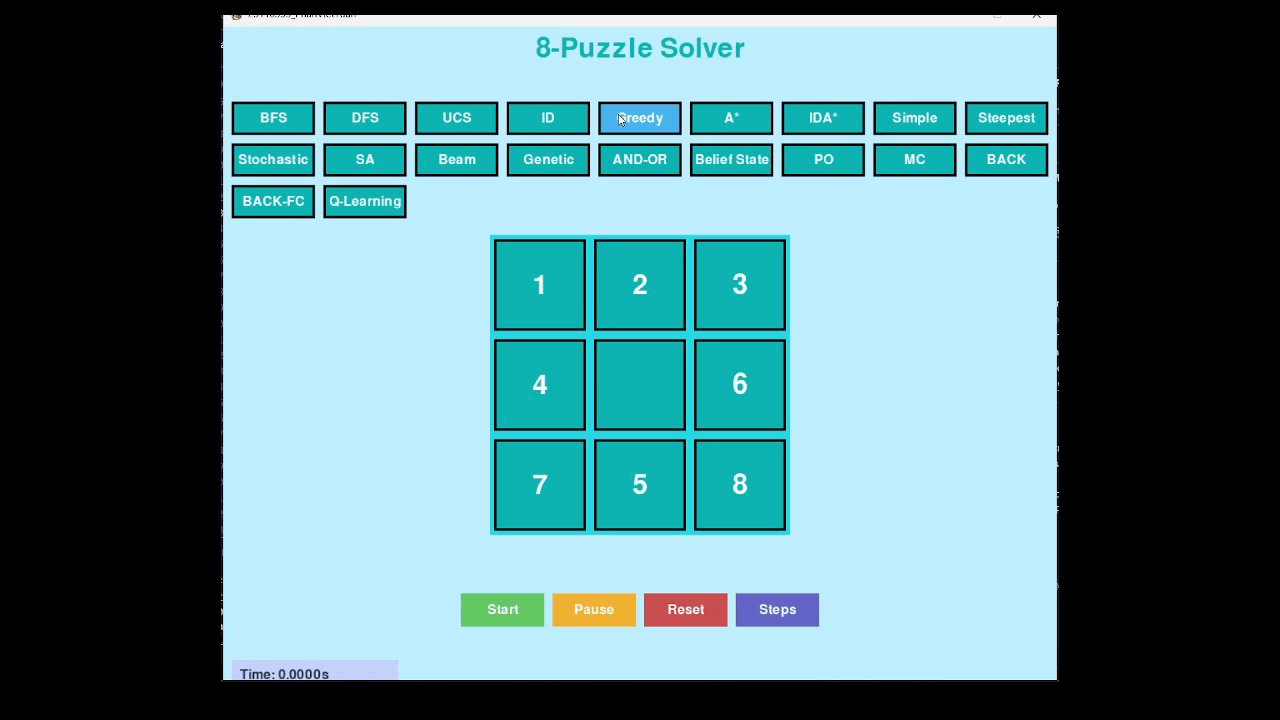 8-Puzzle Solver
BFS DFS UCS ID Greedy A* IDA* Simple Steepest
Stochastic SA Beam Genetic AND-OR Belief State PO MC BACK
BACK-FC Q-Learning
1 2 3
4 6
7 5 8
Start Pause Reset Steps
Time: 0.0000s